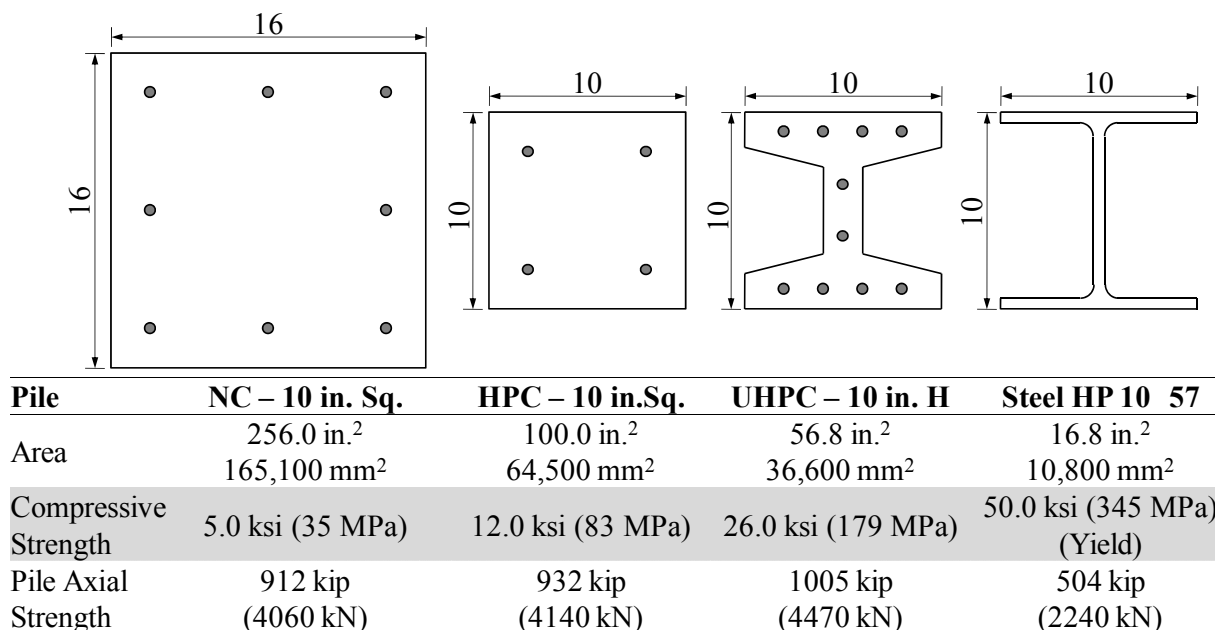 16
16
10
10
10
10
10
10
Pile NC – 10 in. Sq. HPC – 10 in.Sq. UHPC – 10 in. H Steel HP 10 57
Area 256.0 in.² 100.0 in.² 56.8 in.² 16.8 in.²
165,100 mm² 64,500 mm² 36,600 mm² 10,800 mm²
Compressive Strength 5.0 ksi (35 MPa) 12.0 ksi (83 MPa) 26.0 ksi (179 MPa) 50.0 ksi (345 MPa)
(Yield)
Pile Axial 912 kip 932 kip 1005 kip 504 kip
Strength (4060 kN) (4140 kN) (4470 kN) (2240 kN)